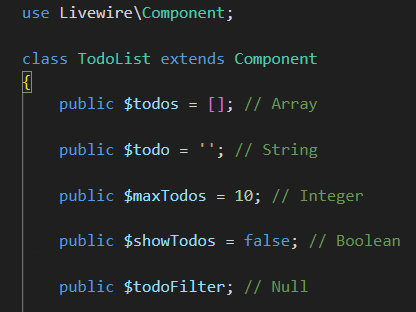 use Livewire\Component;
class TodoList extends Component
{
public $todos = []; // Array
public $todo = ''; // String
public $maxTodos = 10; // Integer
public $showTodos = false; // Boolean
public $todoFilter; // Null